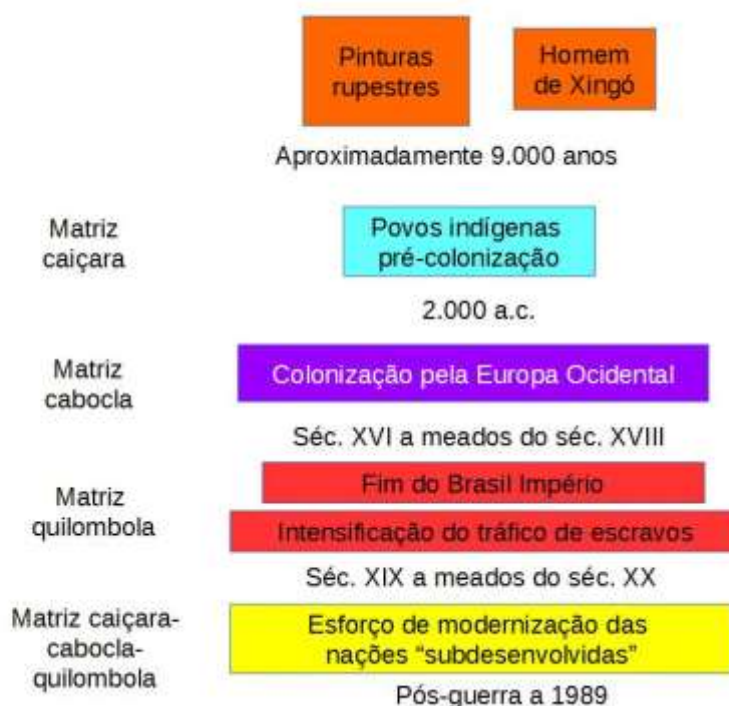 Pinturas
rupestres
Homem
de Xingó
Aproximadamente 9.000 anos
Matriz
caiçara
Povos indígenas
pré-colonização
2.000 a.c.
Matriz
cabocla
Colonização pela Europa Ocidental
Séc. XVI a meados do séc. XVIII
Matriz
quilombola
Fim do Brasil Império
Intensificação do tráfico de escravos
Séc. XIX a meados do séc. XX
Matriz caiçara-
cabocla-
quilombola
Esforço de modernização das
nações “subdesenvolvidas”
Pós-guerra a 1989